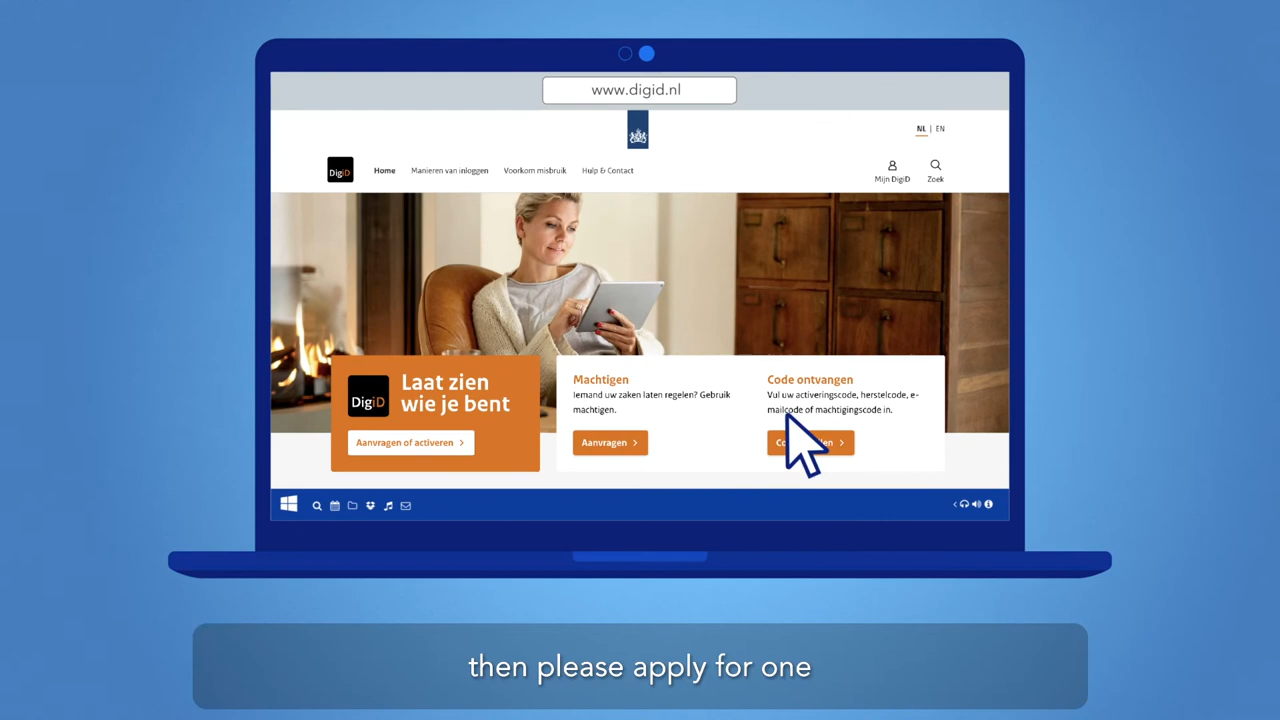 www.digid.nl
NL | EN
DigiD
Home
Manieren van inloggen
Voorkom misbruik
Hulp & Contact
Mijn DigiD
Zoek
DigiD
Laat zien
wie je bent
Aanvragen of activeren
Machtigen
Iemand uw zaken laten regelen? Gebruik
machtigen.
Aanvragen
Code ontvangen
Vul uw activeringscode, herstelcode, e-
mailcode of machtigingscode in.
then please apply for one